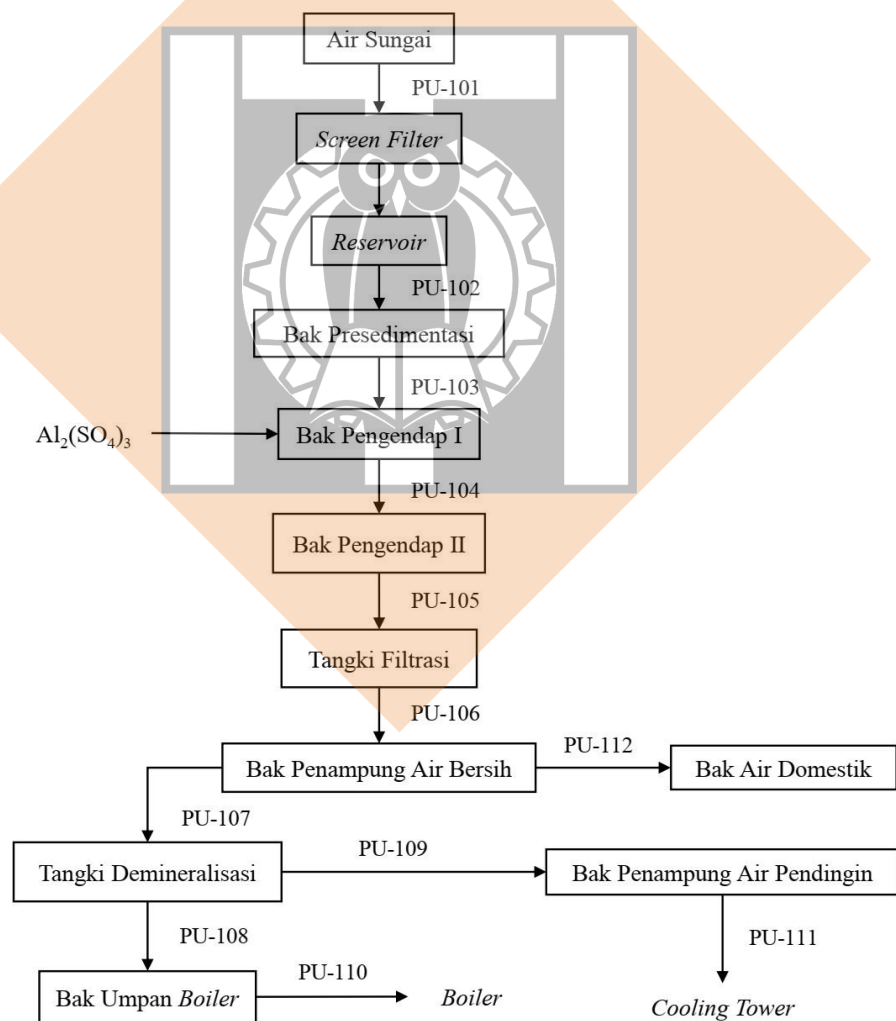 Air Sungai
PU-101
Screen Filter
Reservoir
PU-102
Bak Presedimentasi
PU-103
Al₂(SO₄)₃
Bak Pengendap I
PU-104
Bak Pengendap II
PU-105
Tangki Filtrasi
PU-106
PU-112
Bak Penampung Air Bersih
Bak Air Domestik
PU-107
PU-109
Tangki Demineralisasi
Bak Penampung Air Pendingin
PU-108
PU-111
PU-110
Bak Umpan Boiler
Boiler
Cooling Tower